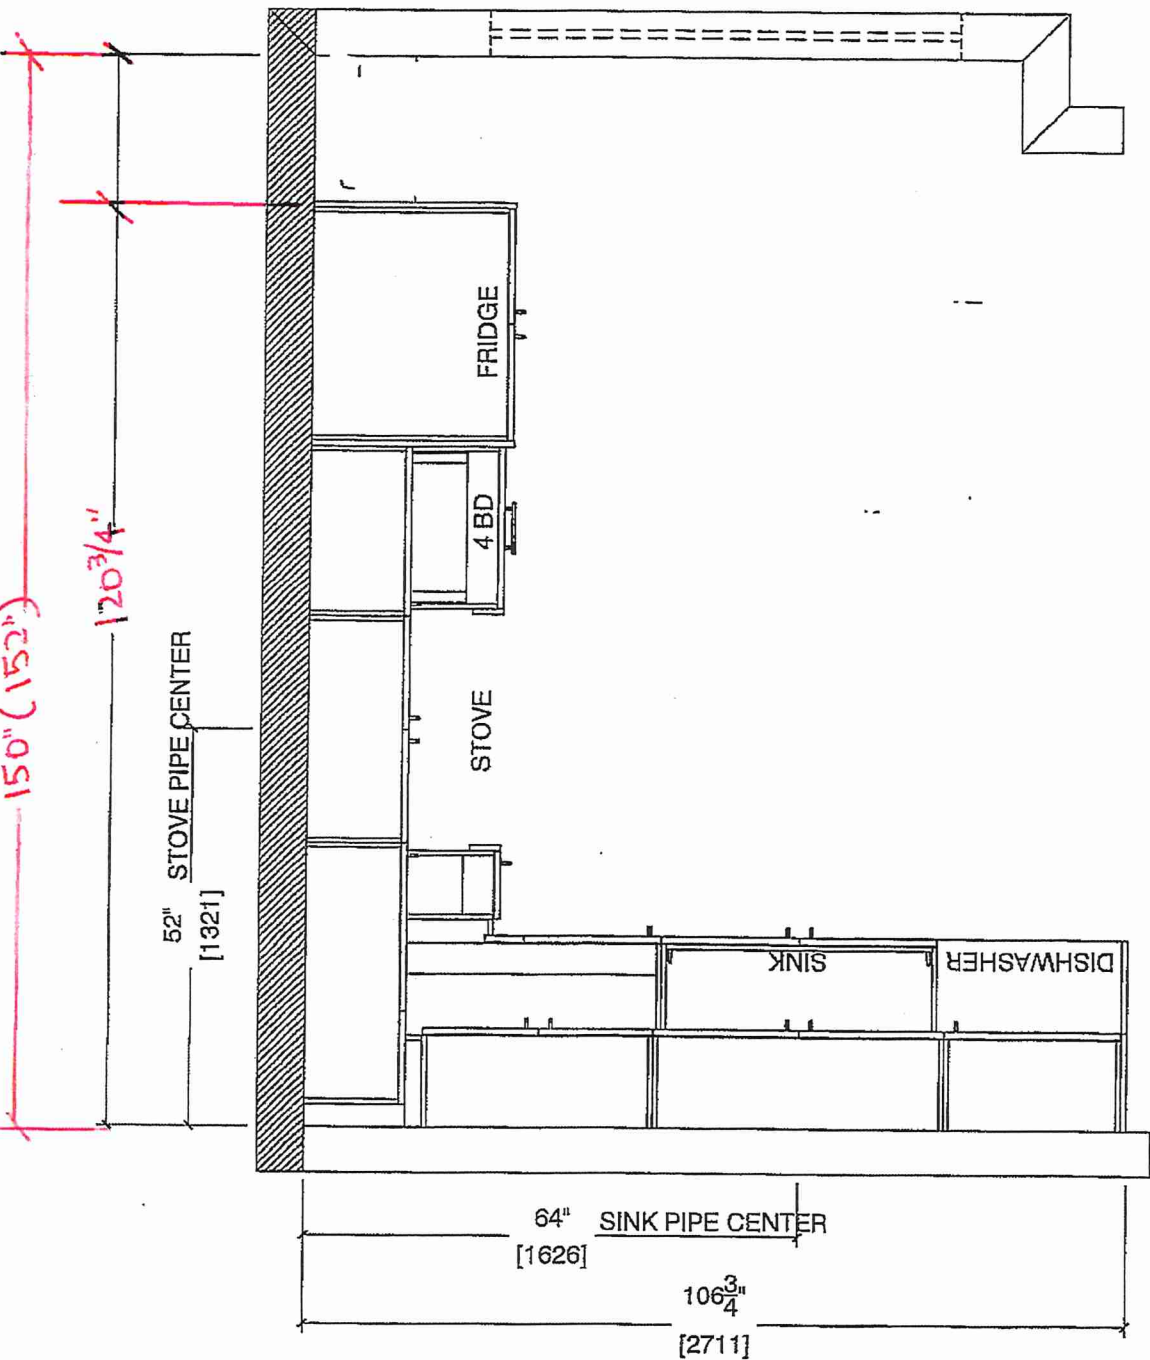 150" (152")
120 3/4"
52" STOVE PIPE CENTER
[1321]
FRIDGE
4 BD
STOVE
SINK
DISHWASHER
64" SINK PIPE CENTER
[1626]
106 3/4"
[2711]